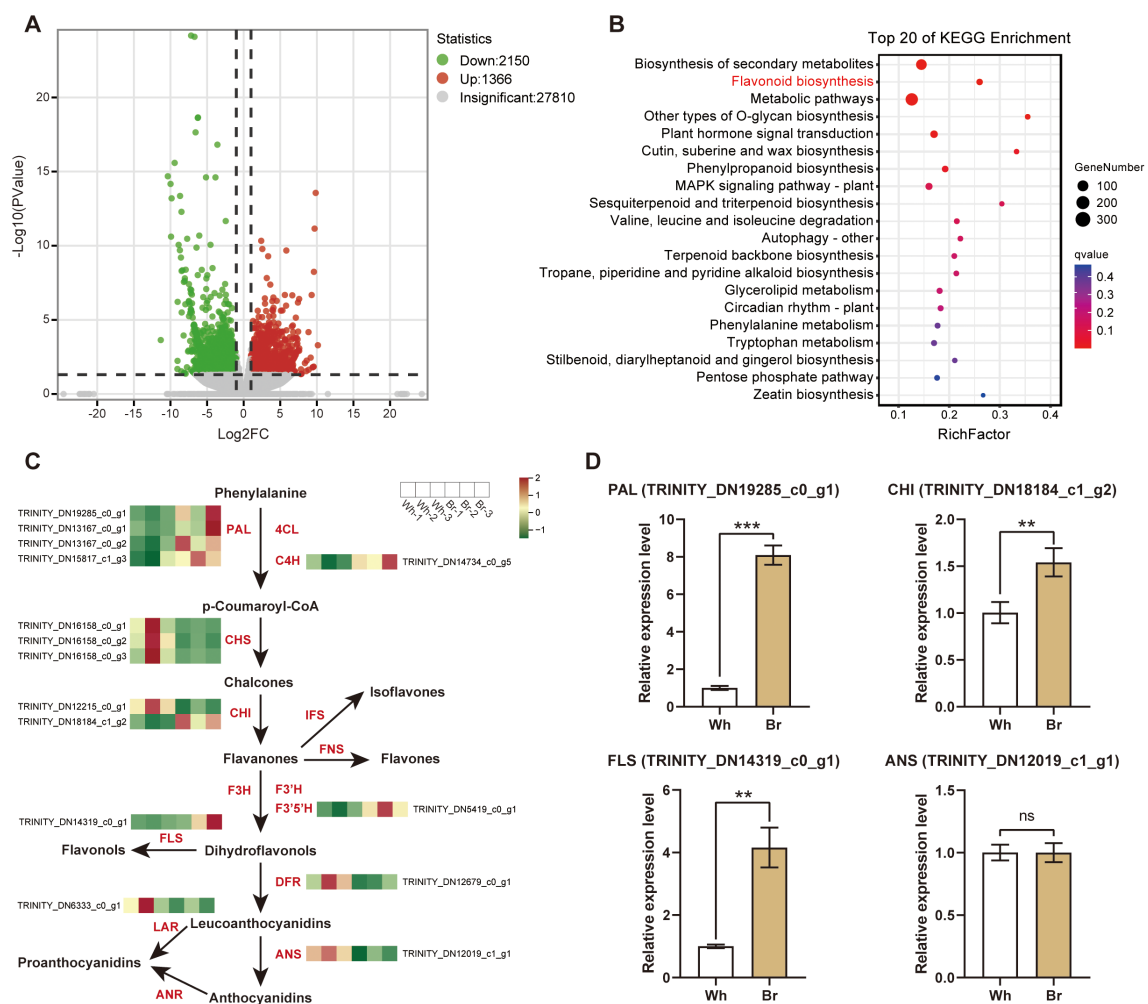 A
-Log10(PValue)
20
15
10
5
0
-20
-15
-10
-5
0
5
10
15
20
Log2FC
Statistics
Down:2150
Up:1366
Insignificant:27810
B
Top 20 of KEGG Enrichment
Biosynthesis of secondary metabolites
Flavonoid biosynthesis
Metabolic pathways
Other types of O-glycan biosynthesis
Plant hormone signal transduction
Cutin, suberine and wax biosynthesis
Phenylpropanoid biosynthesis
MAPK signaling pathway - plant
Sesquiterpenoid and triterpenoid biosynthesis
Valine, leucine and isoleucine degradation
Autophagy - other
Terpenoid backbone biosynthesis
Tropane, piperidine and pyridine alkaloid biosynthesis
Glycerolipid metabolism
Circadian rhythm - plant
Phenylalanine metabolism
Tryptophan metabolism
Stilbenoid, diarylheptanoid and gingerol biosynthesis
Pentose phosphate pathway
Zeatin biosynthesis
0.1
0.2
0.3
0.4
RichFactor
GeneNumber
100
200
300
qvalue
0.4
0.3
0.2
0.1
C
Phenylalanine
Wh-1
Wh-2
Wh-3
Br-1
Br-2
Br-3
2
1
0
-1
TRINITY_DN19285_c0_g1
TRINITY_DN13167_c0_g1
TRINITY_DN13167_c0_g2
TRINITY_DN15817_c1_g3
PAL
4CL
C4H
TRINITY_DN14734_c0_g5
p-Coumaroyl-CoA
TRINITY_DN16158_c0_g1
TRINITY_DN16158_c0_g2
TRINITY_DN16158_c0_g3
CHS
Chalcones
TRINITY_DN12215_c0_g1
TRINITY_DN18184_c1_g2
CHI
Isoflavones
IFS
FNS
Flavanones
Flavones
F3H
F3'H
F3'5'H
TRINITY_DN5419_c0_g1
TRINITY_DN14319_c0_g1
FLS
Flavonols
Dihydroflavonols
DFR
TRINITY_DN12679_c0_g1
TRINITY_DN6333_c0_g1
LAR
Leucoanthocyanidins
ANS
TRINITY_DN12019_c1_g1
Proanthocyanidins
ANR
Anthocyanidins
D
PAL (TRINITY_DN19285_c0_g1)
Relative expression level
10
8
6
4
2
0
***
Wh
Br
CHI (TRINITY_DN18184_c1_g2)
Relative expression level
2.0
1.5
1.0
0.5
0.0
**
Wh
Br
FLS (TRINITY_DN14319_c0_g1)
Relative expression level
6
4
2
0
**
Wh
Br
ANS (TRINITY_DN12019_c1_g1)
Relative expression level
1.5
1.0
0.5
0.0
ns
Wh
Br